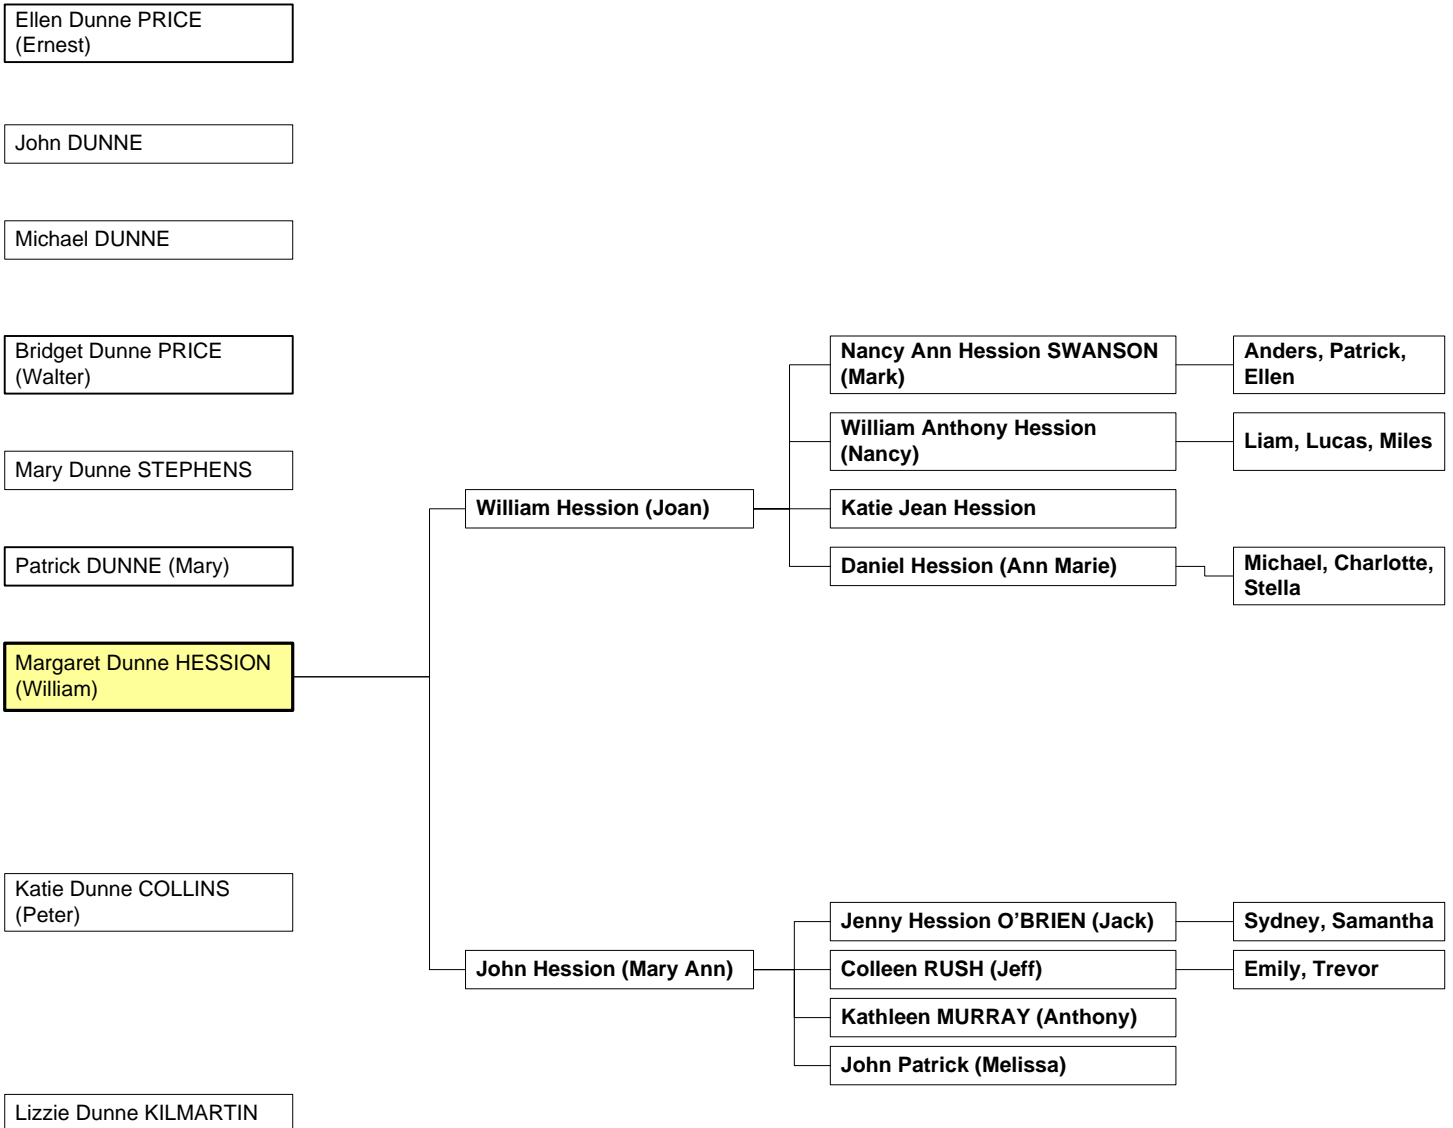 Ellen Dunne PRICE
(Ernest)
John DUNNE
Michael DUNNE
Bridget Dunne PRICE
(Walter)
Mary Dunne STEPHENS
Patrick DUNNE (Mary)
Margaret Dunne HESSION
(William)
Katie Dunne COLLINS
(Peter)
Lizzie Dunne KILMARTIN
William Hession (Joan)
John Hession (Mary Ann)
Nancy Ann Hession SWANSON
(Mark)
William Anthony Hession
(Nancy)
Katie Jean Hession
Daniel Hession (Ann Marie)
Jenny Hession O’BRIEN (Jack)
Colleen RUSH (Jeff)
Kathleen MURRAY (Anthony)
John Patrick (Melissa)
Anders, Patrick,
Ellen
Liam, Lucas, Miles
Michael, Charlotte,
Stella
Sydney, Samantha
Emily, Trevor